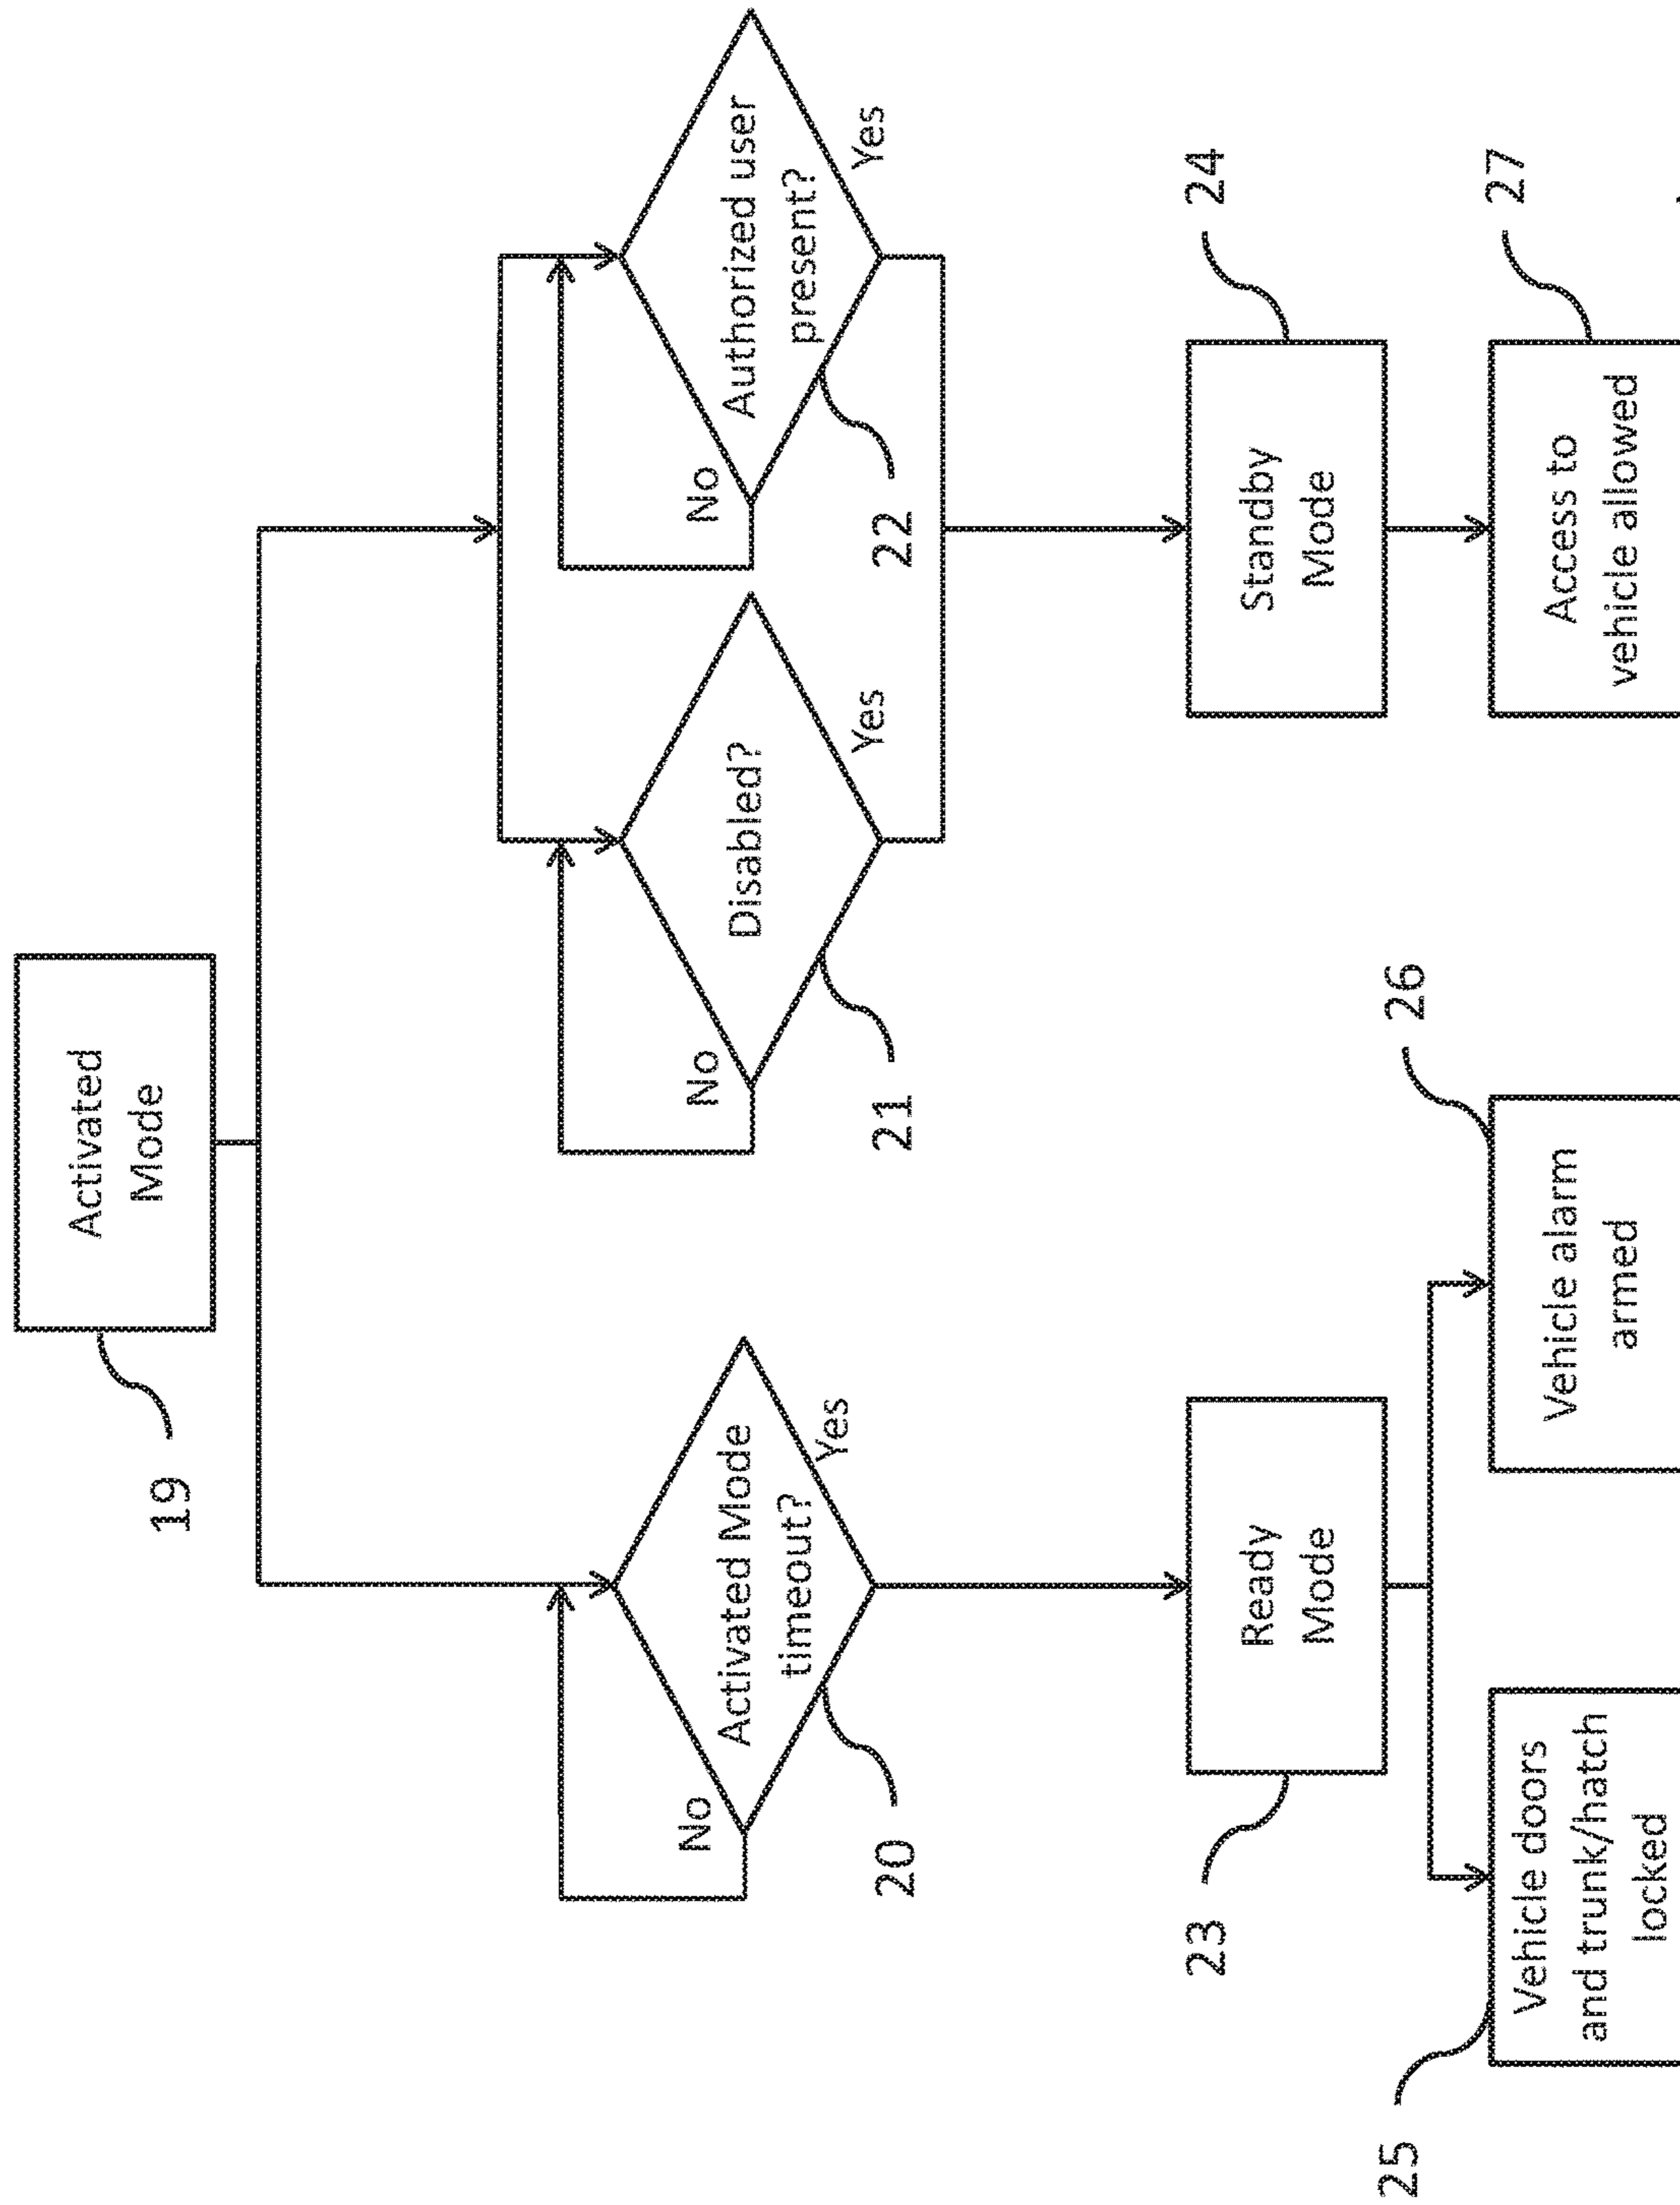 Activated
Mode
19
Activated Mode
timeout?
No
Yes
20
Disabled?
No
Yes
21
Authorized user
present?
No
Yes
22
Ready
Mode
23
Standby
Mode
24
Vehicle doors
and trunk/hatch
locked
25
Vehicle alarm
armed
26
Access to
vehicle allowed
27